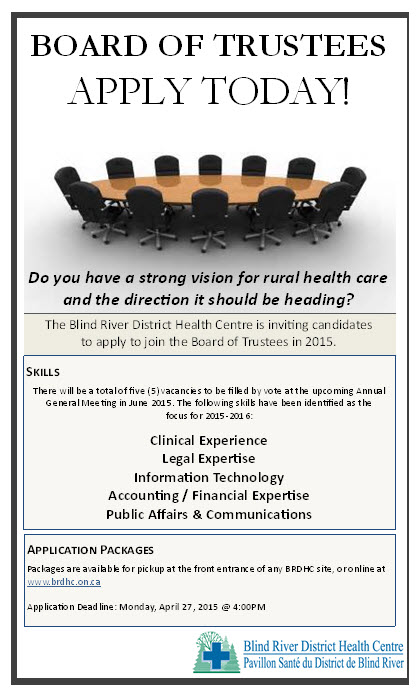 BOARD OF TRUSTEES
APPLY TODAY!
Do you have a strong vision for rural health care
and the direction it should be heading?
The Blind River District Health Centre is inviting candidates
to apply to join the Board of Trustees in 2015.
SKILLS
There will be a total of five (5) vacancies to be filled by vote at the upcoming Annual
General Meeting in June 2015. The following skills have been identified as the
focus for 2015-2016:
Clinical Experience
Legal Expertise
Information Technology
Accounting / Financial Expertise
Public Affairs & Communications
APPLICATION PACKAGES
Packages are available for pickup at the front entrance of any BRDHC site, or online at
www.brdhc.on.ca
Application Deadline: Monday, April 27, 2015 @ 4:00PM
Blind River District Health Centre
Pavillon Santé du District de Blind River